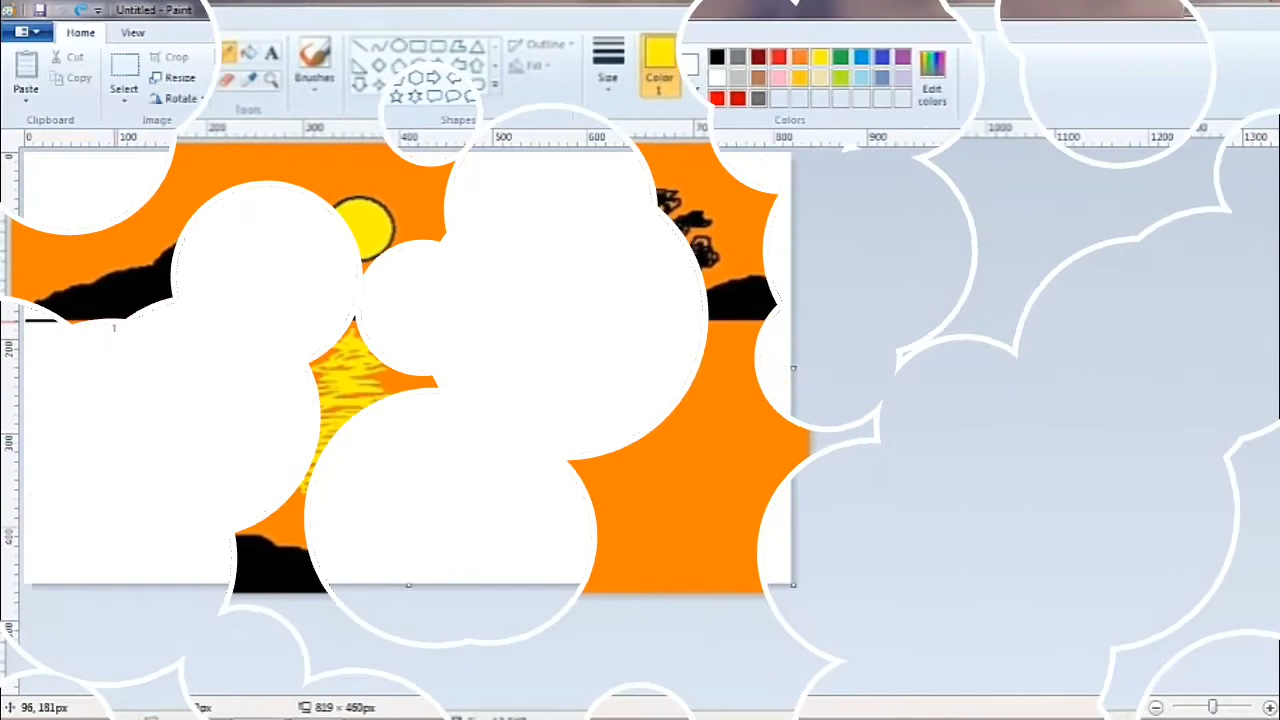 Untitled - Paint
Home View
Paste
Cut
Copy
Clipboard
Select
Crop
Resize
Rotate
Image
A
Tools
Brushes
Outline
Fill
Shapes
Size
Color
1
Edit
colors
Colors
0 100 200 300 400 500 600 800 900 1000 1100 1200 1300
0
200
300
400
96, 181px
819 × 460px